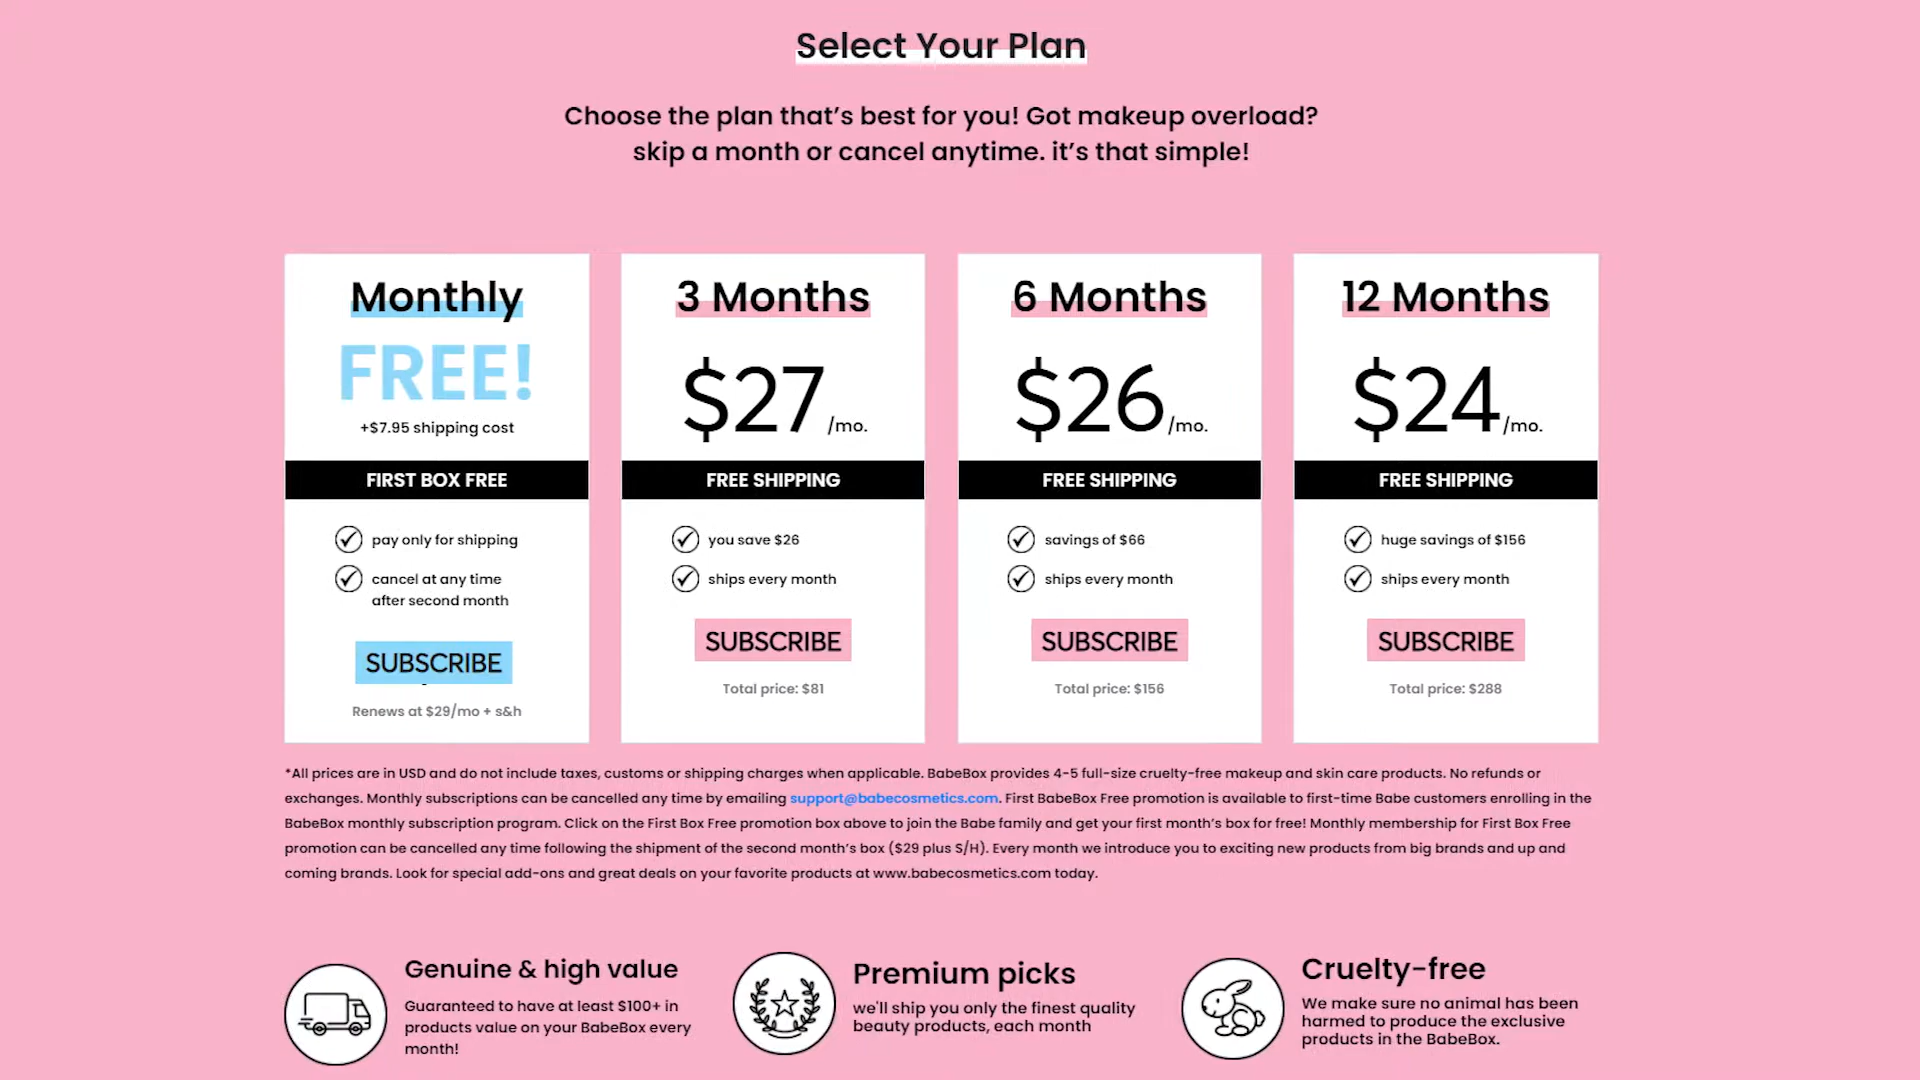 Select Your Plan
Choose the plan that's best for you! Got makeup overload?
skip a month or cancel anytime. it's that simple!
Monthly
FREE!
+$7.95 shipping cost
FIRST BOX FREE
pay only for shipping
cancel at any time
after second month
SUBSCRIBE
Renews at $29/mo + s&h
3 Months
$27 /mo.
FREE SHIPPING
you save $26
ships every month
SUBSCRIBE
Total price: $81
6 Months
$26 /mo.
FREE SHIPPING
savings of $66
ships every month
SUBSCRIBE
Total price: $156
12 Months
$24 /mo.
FREE SHIPPING
huge savings of $156
ships every month
SUBSCRIBE
Total price: $288
*All prices are in USD and do not include taxes, customs or shipping charges when applicable. BabeBox provides 4-5 full-size cruelty-free makeup and skin care products. No refunds or
exchanges. Monthly subscriptions can be cancelled any time by emailing support@babecosmetics.com. First BabeBox Free promotion is available to first-time Babe customers enrolling in the
BabeBox monthly subscription program. Click on the First Box Free promotion box above to join the Babe family and get your first month's box for free! Monthly membership for First Box Free
promotion can be cancelled any time following the shipment of the second month's box ($29 plus S/H). Every month we introduce you to exciting new products from big brands and up and
coming brands. Look for special add-ons and great deals on your favorite products at www.babecosmetics.com today.
Genuine & high value
Guaranteed to have at least $100+ in
products value on your BabeBox every
month!
Premium picks
we'll ship you only the finest quality
beauty products, each month
Cruelty-free
We make sure no animal has been
harmed to produce the exclusive
products in the BabeBox.